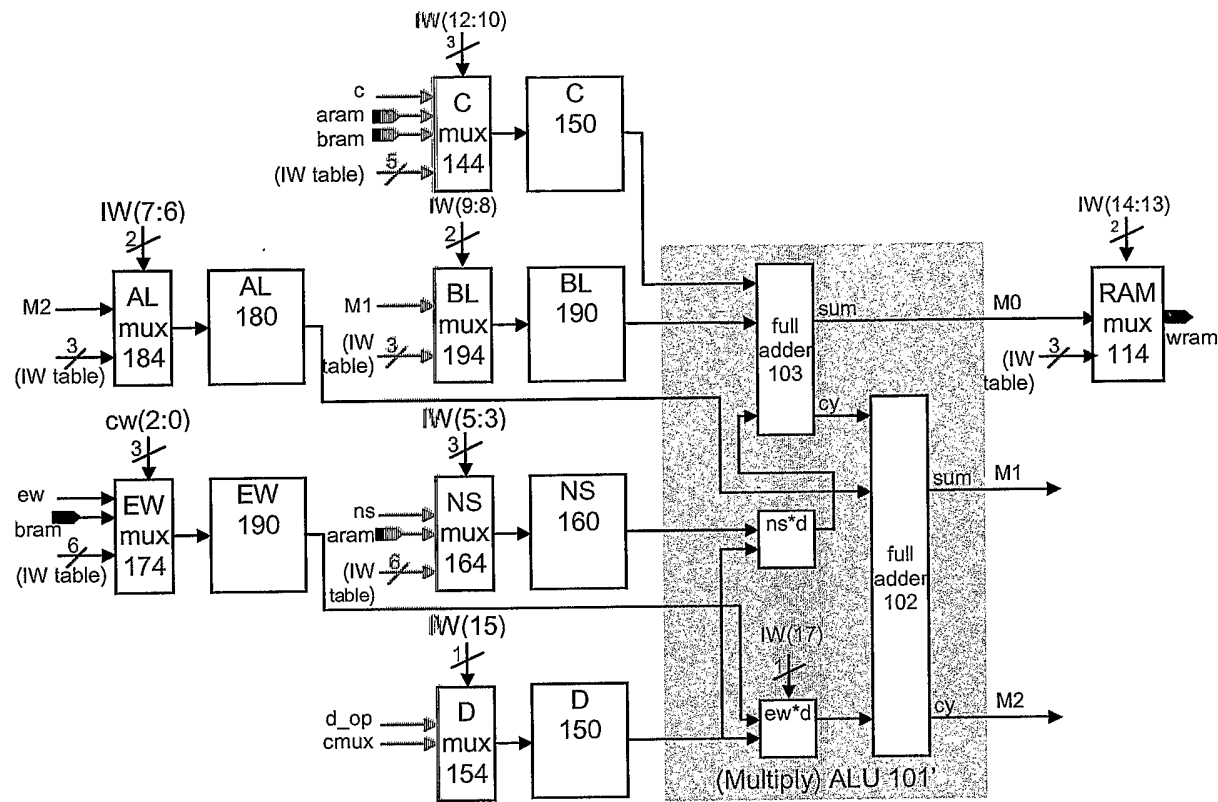 IW(12:10)
3
c
aram
bram
5
(IW table)
C
mux
144
C
150
IW(7:6)
2
M2
3
(IW table)
AL
mux
184
AL
180
IW(9:8)
2
M1
(IW
table)
3
BL
mux
194
BL
190
IW(14:13)
2
M0
(IW
table)
3
RAM
mux
114
wram
full
adder
103
sum
cy
cw(2:0)
3
ew
bram
6
(IW table)
EW
mux
174
EW
190
IW(5:3)
3
ns
aram
(IW
table)
6
NS
mux
164
NS
160
ns*d
full
adder
102
sum
M1
cy
M2
IW(15)
1
d_op
cmux
D
mux
154
D
150
IW(17)
1
ew*d
(Multiply) ALU 101'